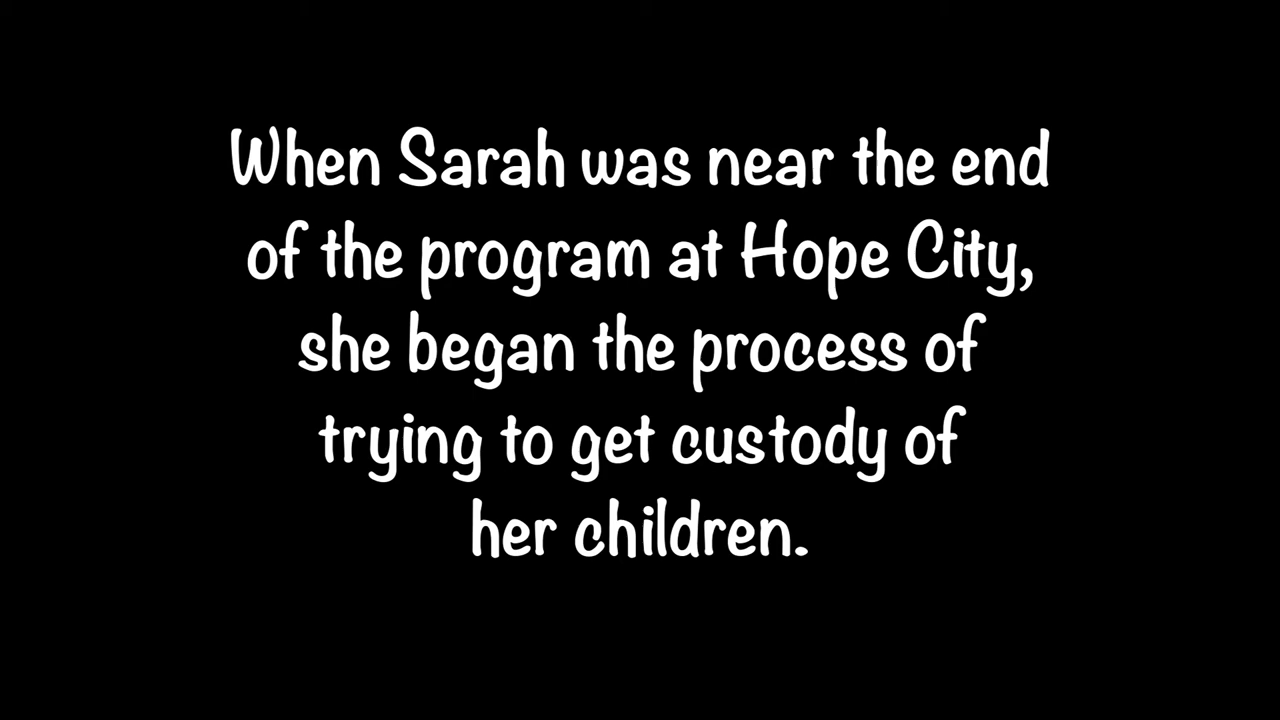 When Sarah was near the end
of the program at Hope City,
she began the process of
trying to get custody of
her children.